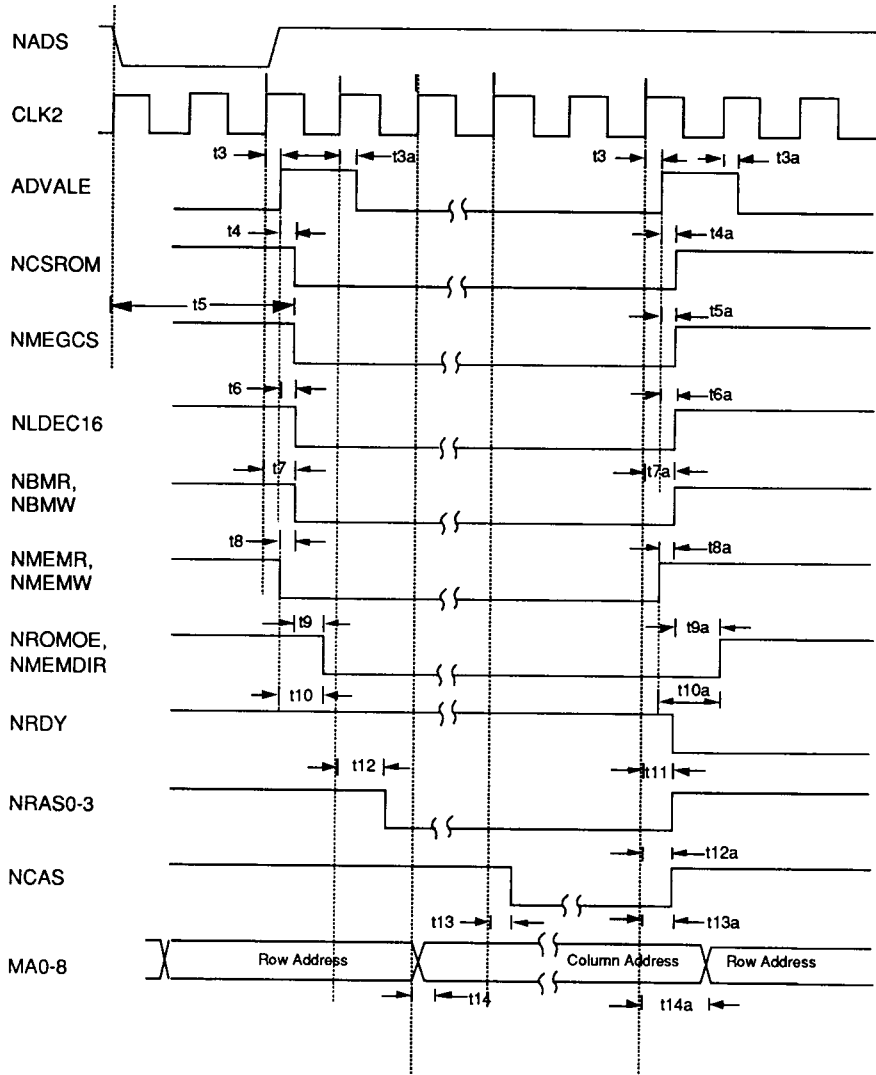 NADS
CLK2
t3 t3a t3 t3a
ADVALE
t4 t4a
NCSROM
t5 t5a
NMEGCS
t6 t6a
NLDEC16
t7 t7a
NBMR,
NBMW
t8 t8a
NMEMR,
NMEMW
t9 t9a
NROMOE,
NMEMDIR
t10 t10a
NRDY
t12 t11
NRAS0-3
t12a
NCAS
t13 t13a
MA0-8 Row Address Column Address Row Address
t14 t14a